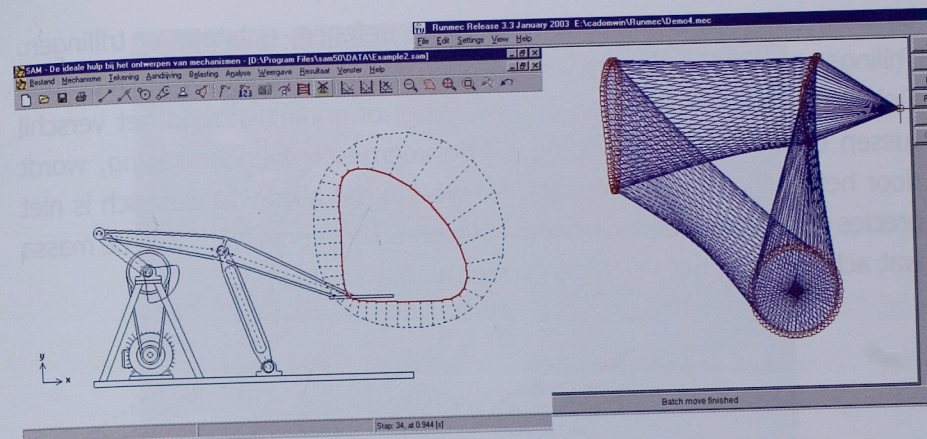 Runmec Release 3.3 January 2003 E:\cadomwin\Runmec\Demo4.mec
File Edit Settings View Help
SAM - De ideale hulp bij het ontwerpen van mechanismen - [D:\Program Files\sam50\DATA\Example2.sam]
Bestand Mechanisme Tekening Aandrijving Belasting Analyse Weergave Resultaat Venster Help
123
y
x
Batch move finished
Stap: 34, at 0.944 [s]